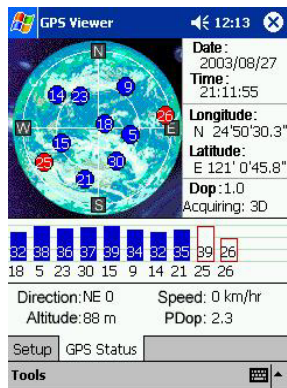 GPS Viewer 12:13
Date:
2003/08/27
Time:
21:11:55
Longitude:
N 24°50'30.3"
Latitude:
E 121° 0'45.8"
Dop:1.0
Acquiring: 3D
N
9
14 23
26
18
W
5
E
15
30
25
21
S
32 38 36 37 39 34 32 35 39 26
18 5 23 30 15 9 14 21 25 26
Direction:NE 0 Speed: 0 km/hr
Altitude:88 m PDop: 2.3
Setup GPS Status
Tools